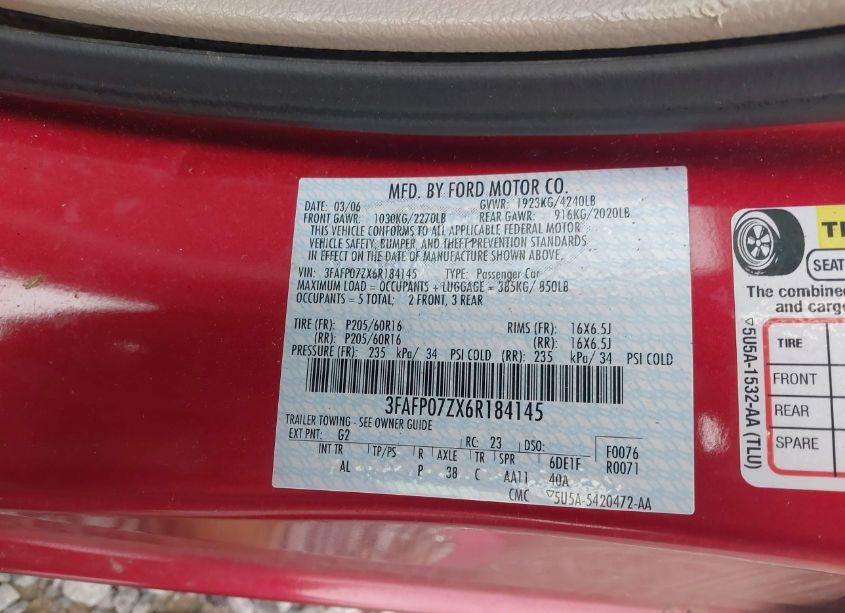 MFD. BY FORD MOTOR CO.
DATE: 03/06 GVWR: 1923KG/4240LB
FRONT GAWR: 1030KG/2270LB REAR GAWR: 916KG/2020LB
THIS VEHICLE CONFORMS TO ALL APPLICABLE FEDERAL MOTOR
VEHICLE SAFETY, BUMPER, AND THEFT PREVENTION STANDARDS
IN EFFECT ON THE DATE OF MANUFACTURE SHOWN ABOVE.
VIN: 3FAFP07ZX6R184145 TYPE: Passenger Car
MAXIMUM LOAD = OCCUPANTS + LUGGAGE = 385KG/ 850LB
OCCUPANTS = 5 TOTAL: 2 FRONT, 3 REAR
TIRE (FR): P205/60R16 RIMS (FR): 16X6.5J
(RR): P205/60R16 (RR): 16X6.5J
PRESSURE (FR): 235 kPa/ 34 PSI COLD (RR): 235 kPa/ 34 PSI COLD
3FAFP07ZX6R184145
TRAILER TOWING - SEE OWNER GUIDE
EXT PNT: G2 RC: 23 DSO: F0076
INT TR TP/PS R AXLE TR SPR 6DE1F R0071
AL P 38 C AA11 40A
CMC ▽5U5A-5420472-AA
TI
SEAT
The combined
and cargo
TIRE
FRONT
REAR
SPARE
▽5U5A-1532-AA (TLU)